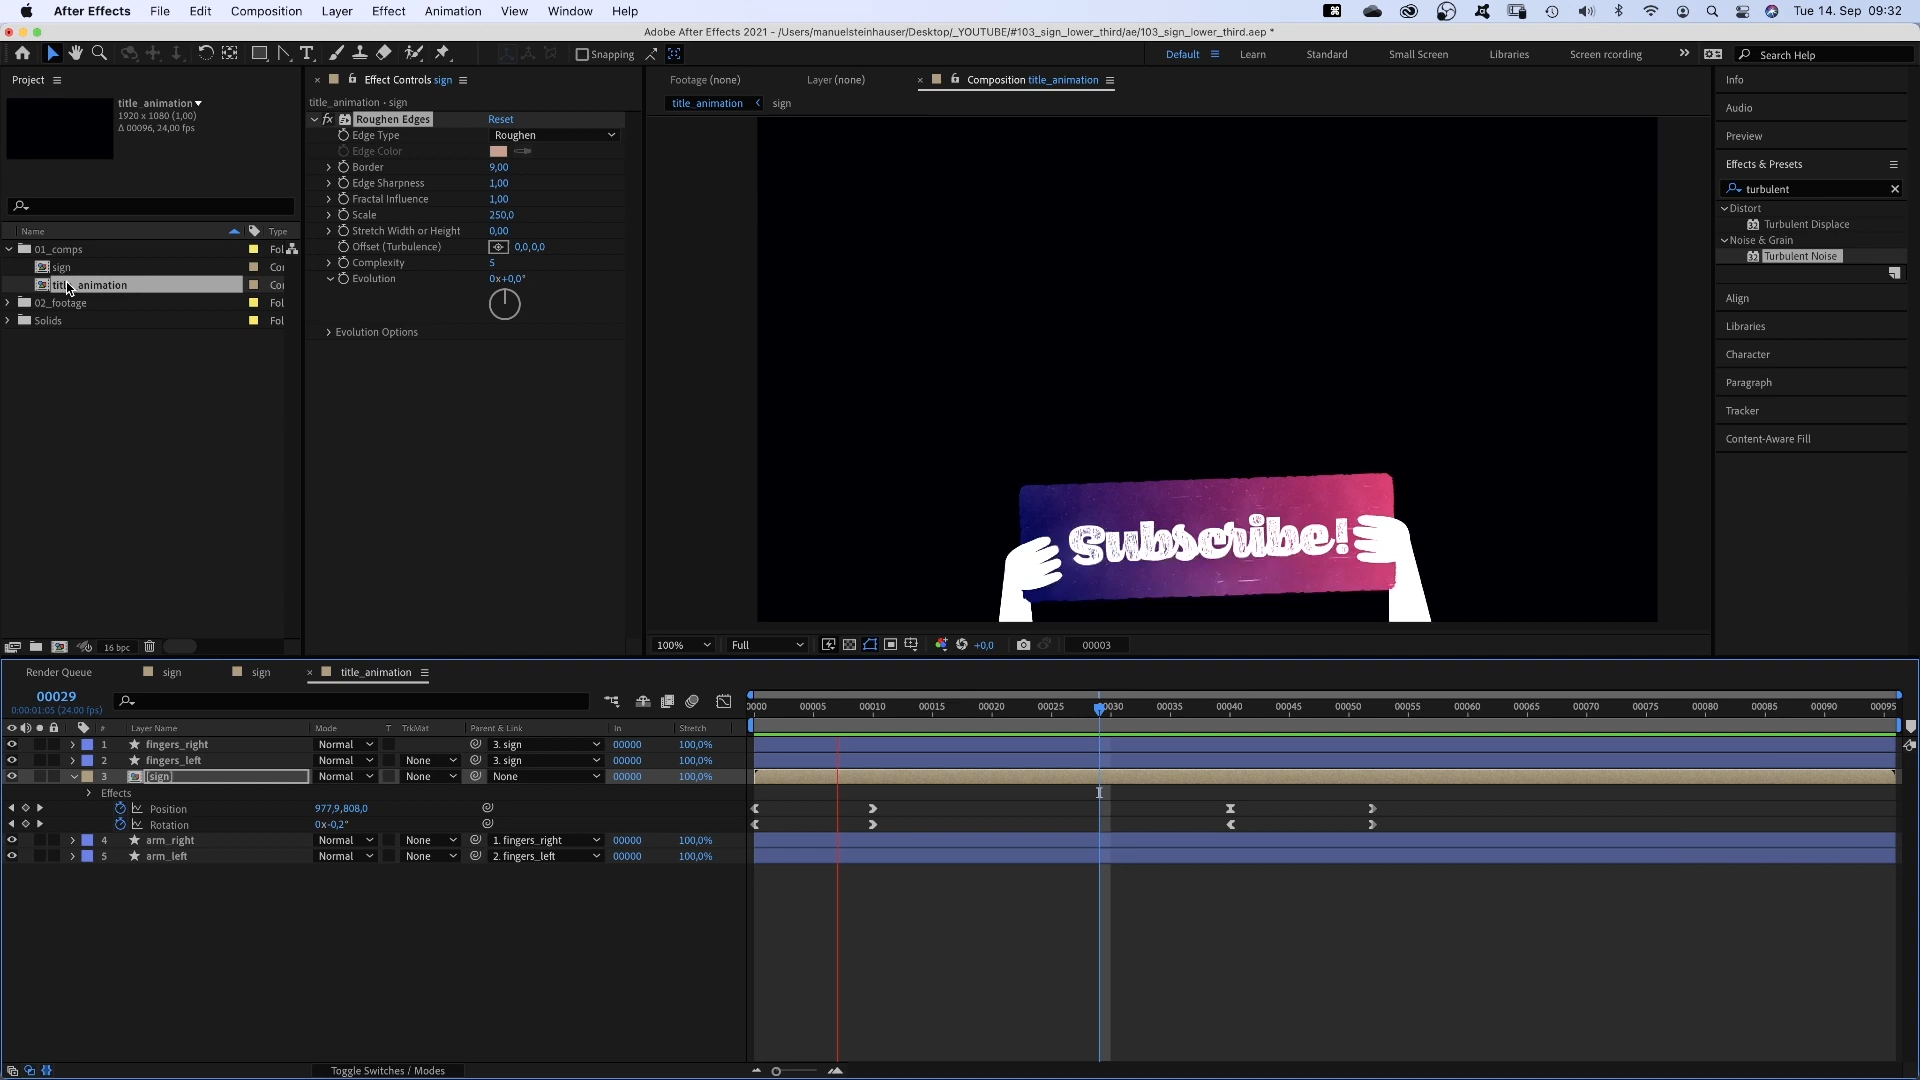 After Effects File Edit Composition Layer Effect Animation View Window Help Tue 14. Sep 09:32
Adobe After Effects 2021 - /Users/manuelsteinhauser/Desktop/_YOUTUBE/#103_sign_lower_third/ae/103_sign_lower_third.aep *
Snapping Default Learn Standard Small Screen Libraries Screen rcording Search Help
Project
title_animation
1920 x 1080 (1,00)
Δ 00096, 24,00 fps
Name Type
01_comps Fol
sign Coi
title_animation Coi
02_footage Fol
Solids Fol
16 bpc
Effect Controls sign
title_animation · sign
fx Roughen Edges Reset
Edge Type Roughen
Edge Color
Border 9,00
Edge Sharpness 1,00
Fractal Influence 1,00
Scale 250,0
Stretch Width or Height 0,00
Offset (Turbulence) 0,0,0,0
Complexity 5
Evolution 0x+0,0°
Evolution Options
Footage (none) Layer (none) Composition title_animation
title_animation sign
Subscribe!
100% Full +0,0 00003
Info
Audio
Preview
Effects & Presets
turbulent
Distort
Turbulent Displace
Noise & Grain
Turbulent Noise
Align
Libraries
Character
Paragraph
Tracker
Content-Aware Fill
Render Queue sign sign title_animation
00029
0:00:01:05 (24.00 fps)
0000 00005 00010 00015 00020 00025 00030 00035 00040 00045 00050 00055 00060 00065 00070 00075 00080 00085 00090 00095
# Layer Name Mode T TrkMat Parent & Link In Stretch
1 fingers_right Normal 3. sign 00000 100,0%
2 fingers_left Normal None 3. sign 00000 100,0%
3 [sign] Normal None None 00000 100,0%
Effects
Position 977,9,808,0
Rotation 0x-0,2°
4 arm_right Normal None 1. fingers_right 00000 100,0%
5 arm_left Normal None 2. fingers_left 00000 100,0%
Toggle Switches / Modes